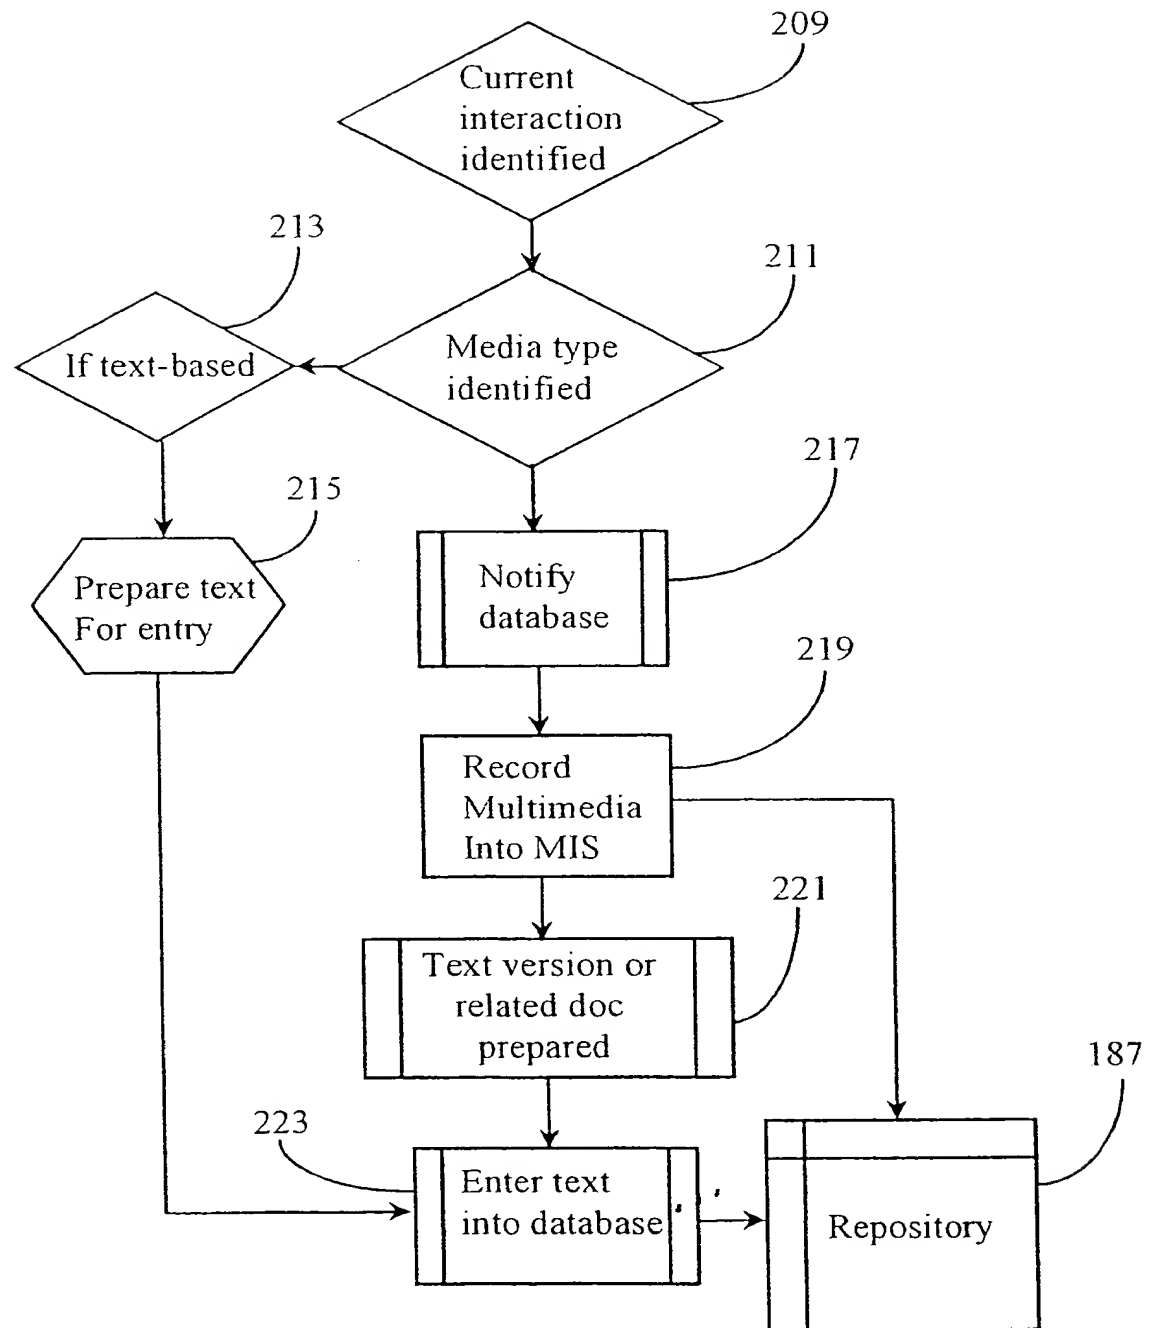 209
Current
interaction
identified
213
211
If text-based
Media type
identified
217
215
Notify
database
Prepare text
For entry
219
Record
Multimedia
Into MIS
221
Text version or
related doc
prepared
187
223
Enter text
into database
Repository